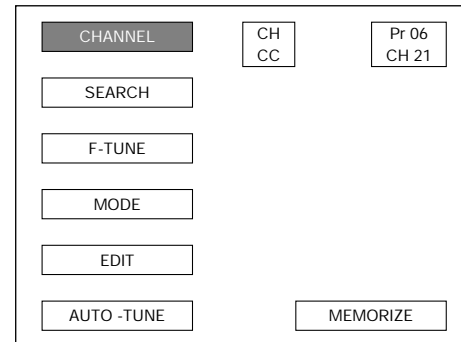 CHANNEL
CH
CC
Pr 06
CH 21
SEARCH
F-TUNE
MODE
EDIT
AUTO -TUNE
MEMORIZE